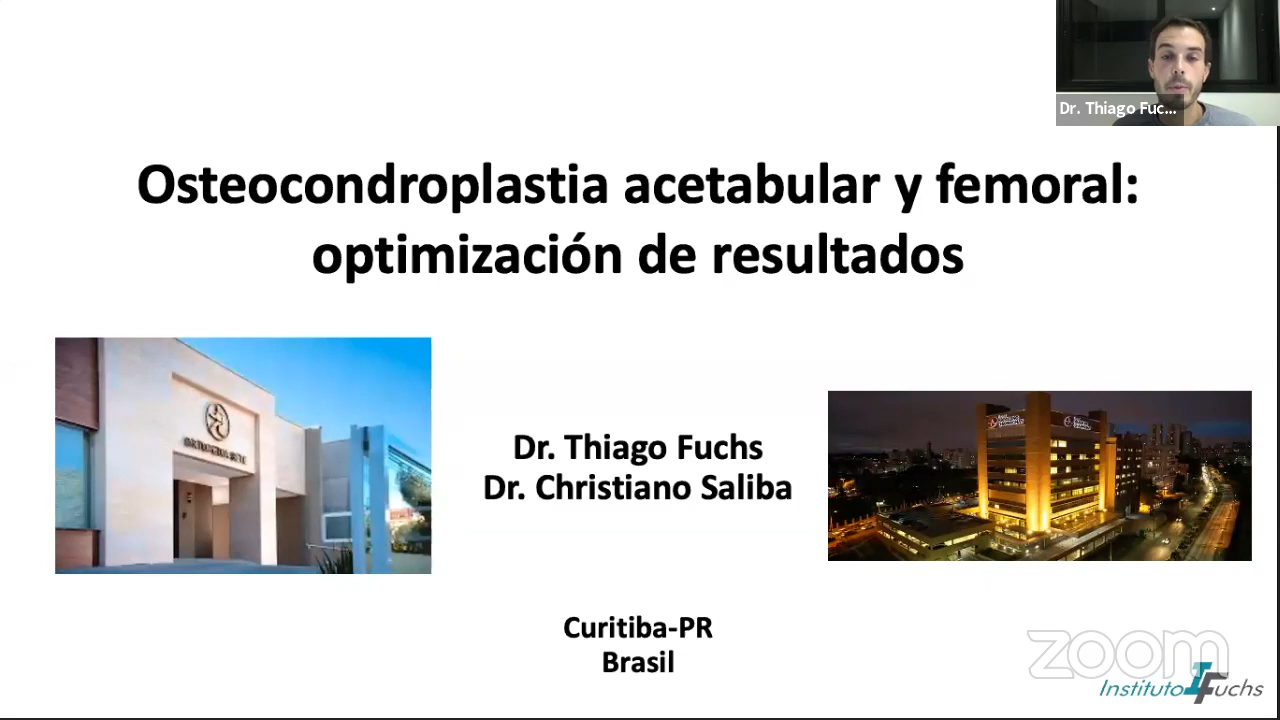 Dr. Thiago Fuc...
Osteocondroplastia acetabular y femoral:
optimización de resultados
Dr. Thiago Fuchs
Dr. Christiano Saliba
Curitiba-PR
Brasil
zoom
Instituto Fuchs